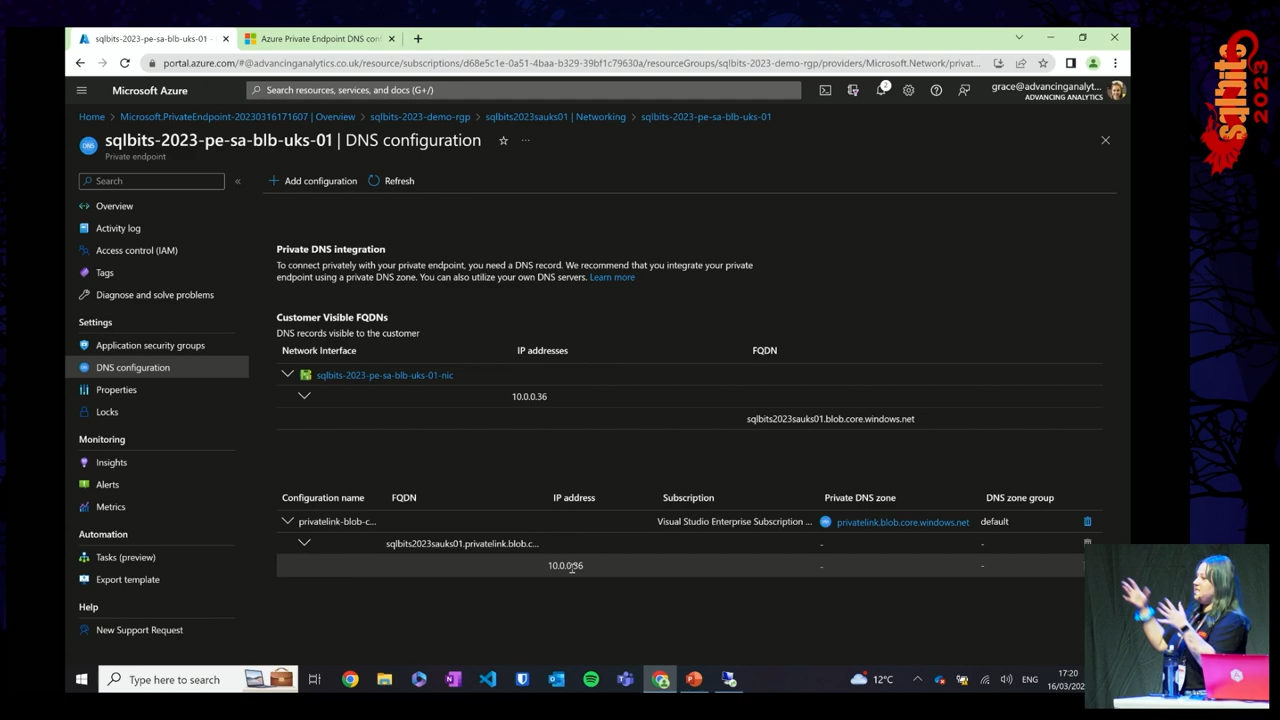 sqlbits-2023-pe-sa-blb-uks-01 -
Azure Private Endpoint DNS con
portal.azure.com/#@advancinganalytics.co.uk/resource/subscriptions/d68e5c1e-0a51-4baa-b329-39bf1c79630a/resourceGroups/sqlbits-2023-demo-rgp/providers/Microsoft.Network/privat...
Microsoft Azure
Search resources, services, and docs (G+/)
2
grace@advancinganalyt...
ADVANCING ANALYTICS
Home > Microsoft.PrivateEndpoint-20230316171607 | Overview > sqlbits-2023-demo-rgp > sqlbits2023sauks01 | Networking > sqlbits-2023-pe-sa-blb-uks-01
DNS
sqlbits-2023-pe-sa-blb-uks-01 | DNS configuration
Private endpoint
Search
Add configuration
Refresh
Overview
Activity log
Access control (IAM)
Tags
Diagnose and solve problems
Settings
Application security groups
DNS configuration
Properties
Locks
Monitoring
Insights
Alerts
Metrics
Automation
Tasks (preview)
Export template
Help
New Support Request
Private DNS integration
To connect privately with your private endpoint, you need a DNS record. We recommend that you integrate your private
endpoint using a private DNS zone. You can also utilize your own DNS servers. Learn more
Customer Visible FQDNs
DNS records visible to the customer
Network Interface IP addresses FQDN
sqlbits-2023-pe-sa-blb-uks-01-nic
10.0.0.36
sqlbits2023sauks01.blob.core.windows.net
Configuration name FQDN IP address Subscription Private DNS zone DNS zone group
privatelink-blob-c... Visual Studio Enterprise Subscription ... privatelink.blob.core.windows.net default
sqlbits2023sauks01.privatelink.blob.c... - -
10.0.0.36 - -
Type here to search
12°C
ENG
17:20
16/03/202
sqlbits
2023